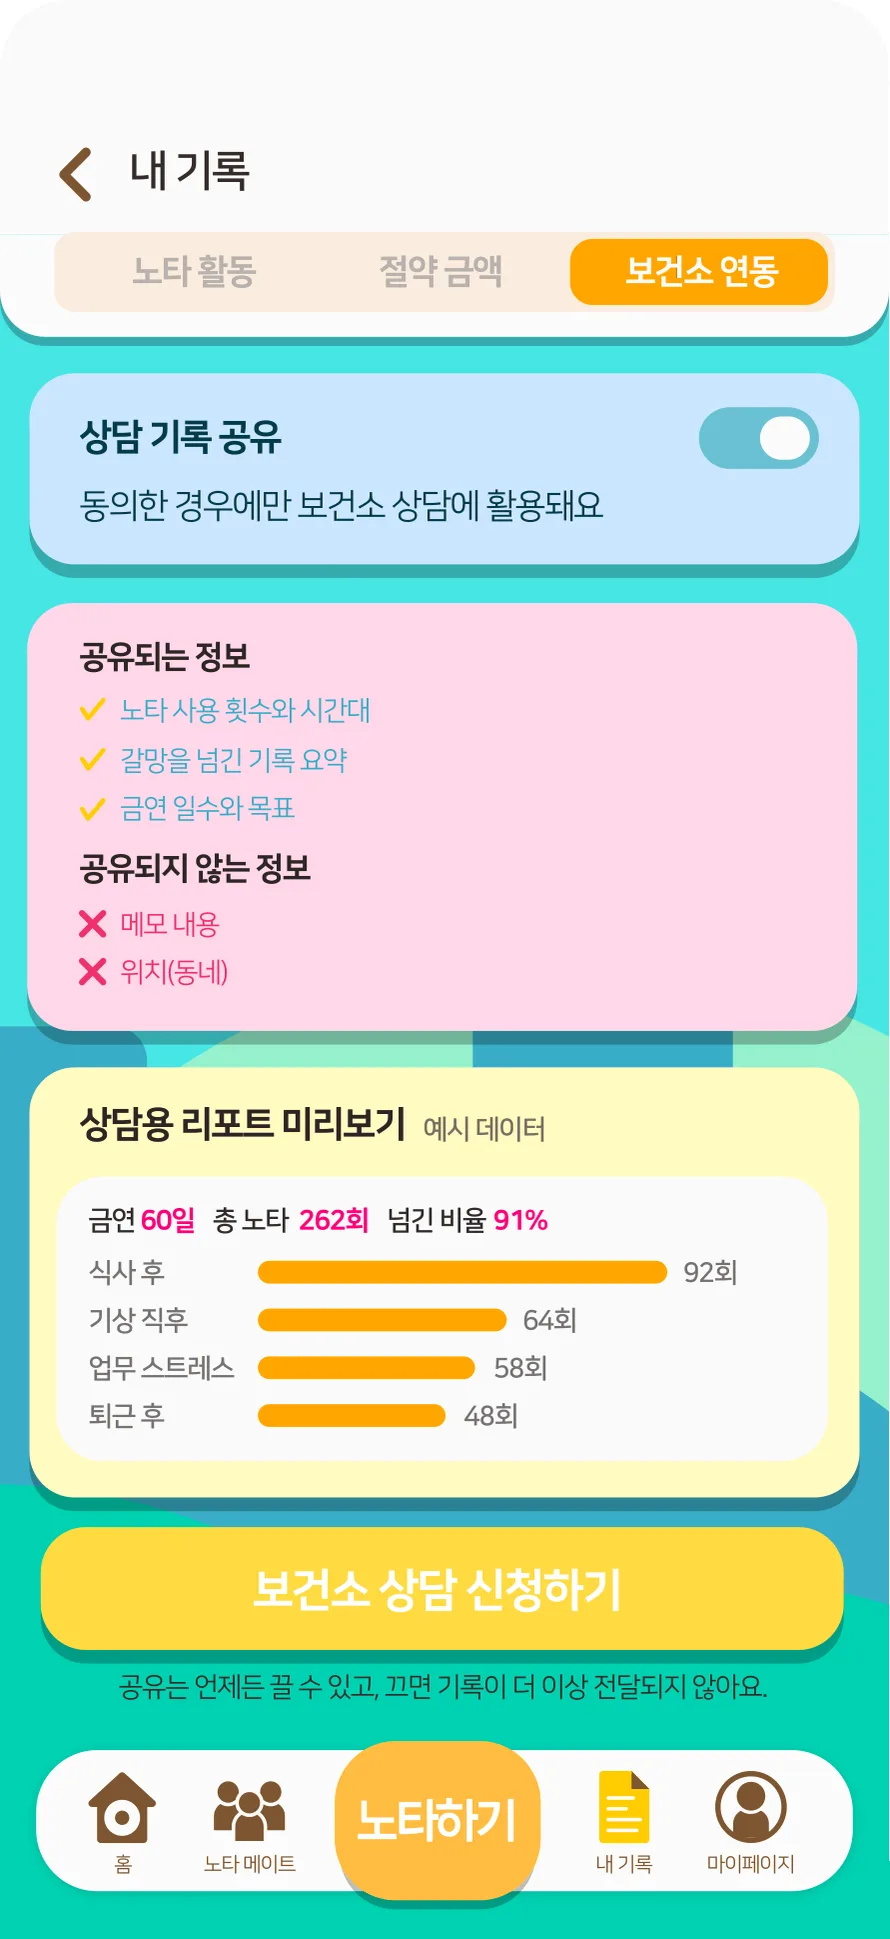 내 기록
노타 활동 절약 금액 보건소 연동
상담 기록 공유
동의한 경우에만 보건소 상담에 활용돼요
공유되는 정보
노타 사용 횟수와 시간대
갈망을 넘긴 기록 요약
금연 일수와 목표
공유되지 않는 정보
메모 내용
위치(동네)
상담용 리포트 미리보기 예시 데이터
금연 60일 총 노타 262회 넘긴 비율 91%
식사 후 92회
기상 직후 64회
업무 스트레스 58회
퇴근 후 48회
보건소 상담 신청하기
공유는 언제든 끌 수 있고, 끄면 기록이 더 이상 전달되지 않아요.
노타하기
홈 노타 메이트 내 기록 마이페이지